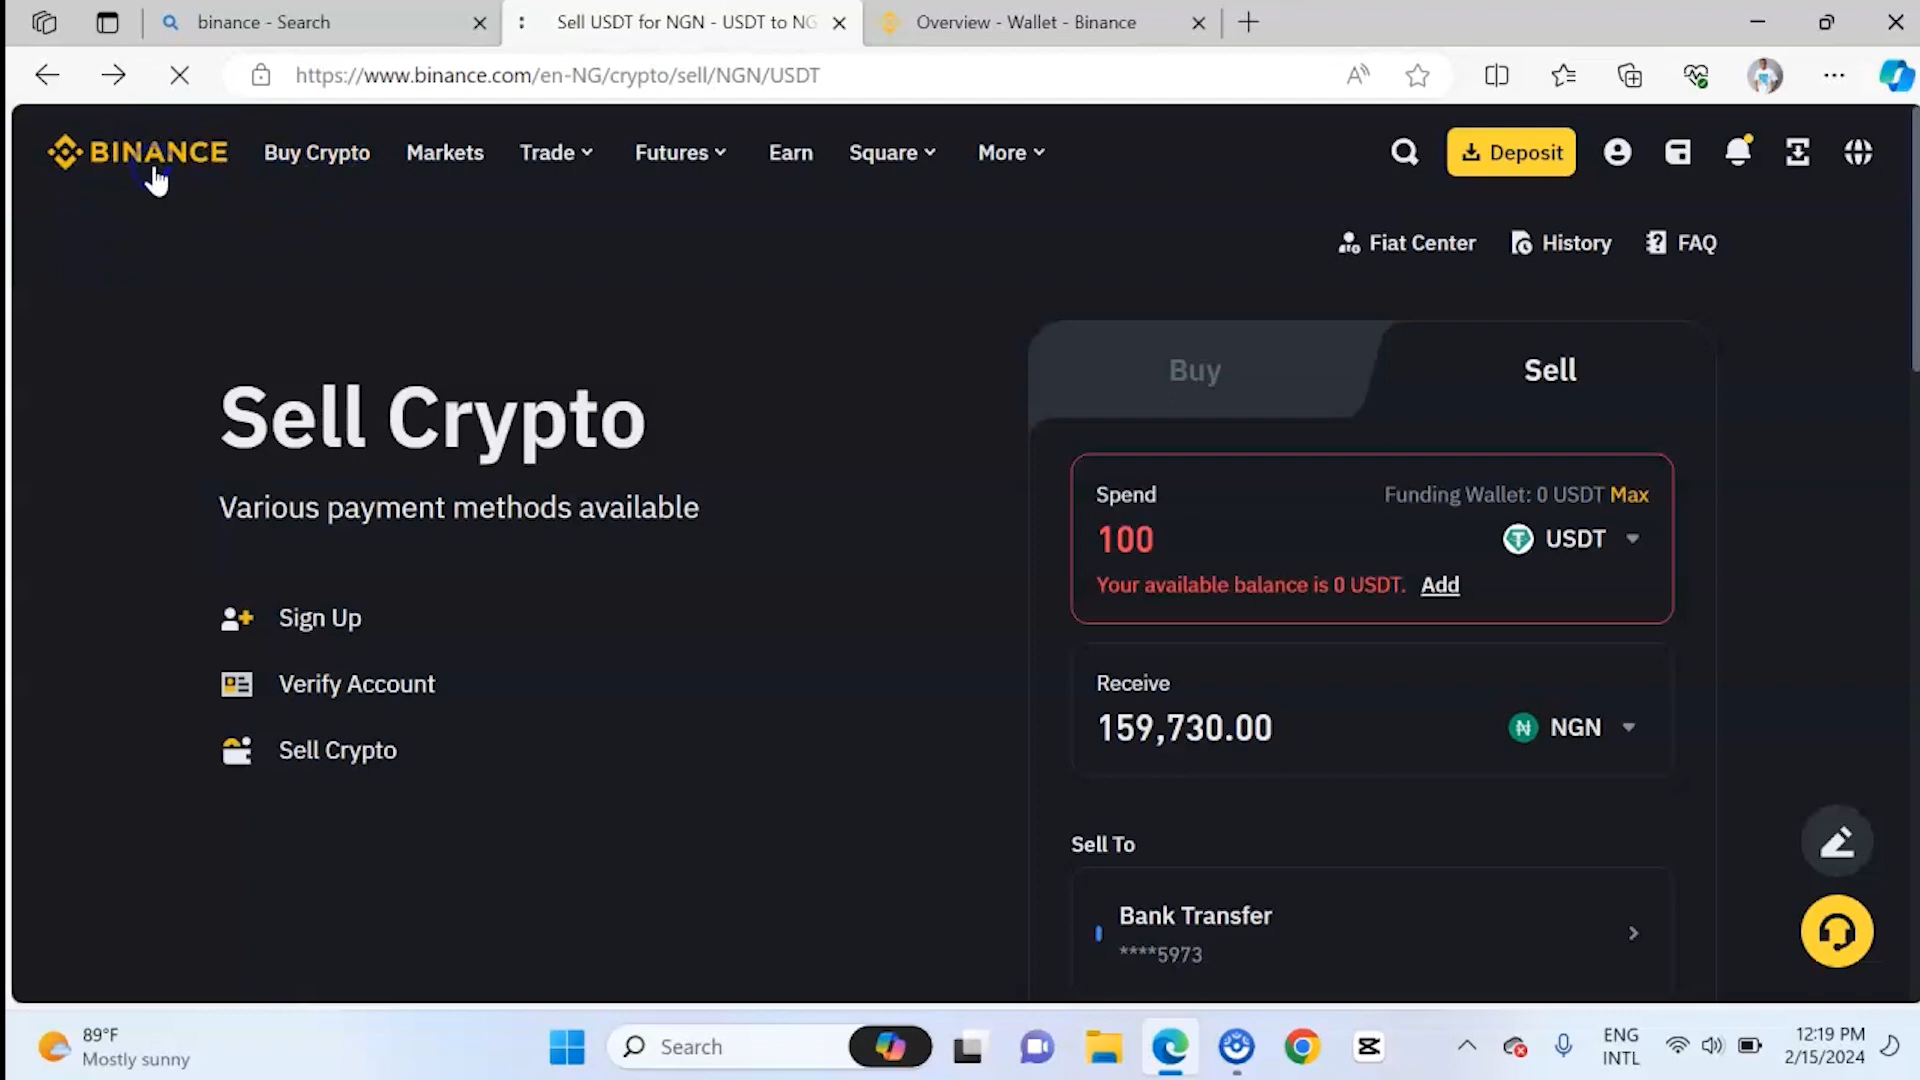 binance - Search
Sell USDT for NGN - USDT to NG
Overview - Wallet - Binance
https://www.binance.com/en-NG/crypto/sell/NGN/USDT
BINANCE
Buy Crypto
Markets
Trade
Futures
Earn
Square
More
Deposit
Fiat Center
History
FAQ
Sell Crypto
Various payment methods available
Sign Up
Verify Account
Sell Crypto
Buy
Sell
Spend
Funding Wallet: 0 USDT Max
100
USDT
Your available balance is 0 USDT. Add
Receive
159,730.00
NGN
Sell To
Bank Transfer
****5973
89°F
Mostly sunny
Search
ENG
INTL
12:19 PM
2/15/2024